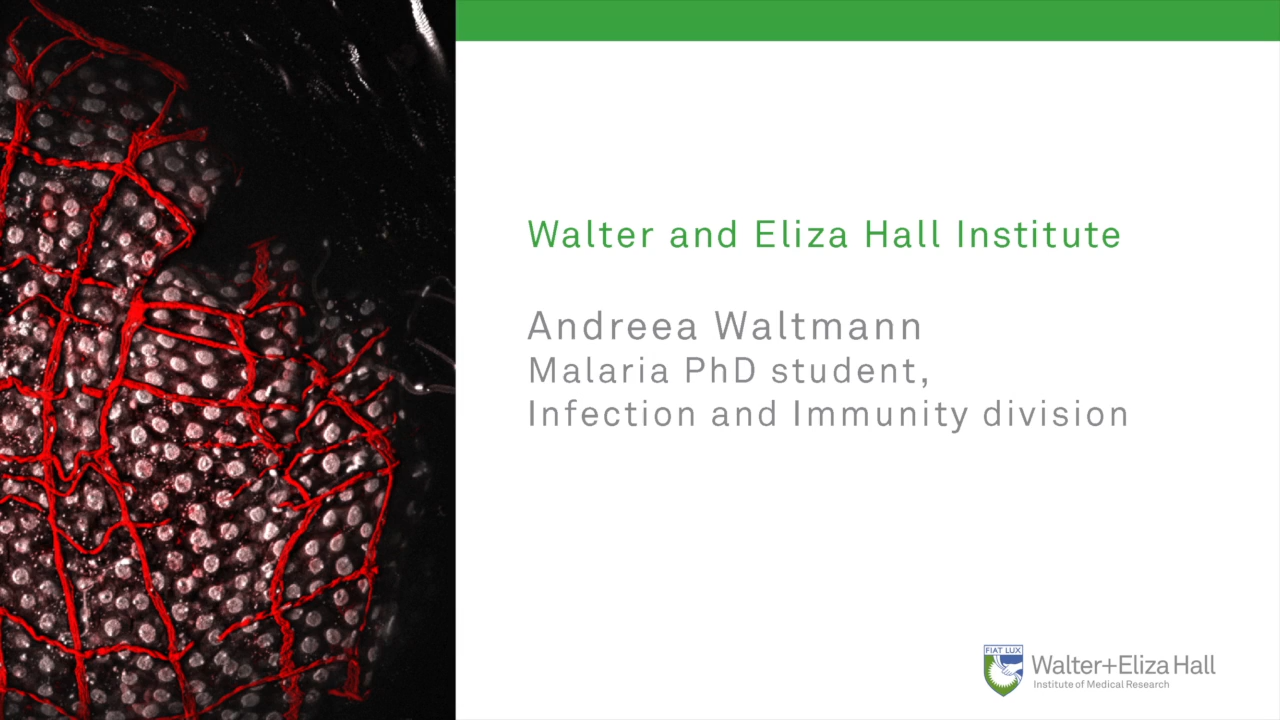 Walter and Eliza Hall Institute
Andreea Waltmann
Malaria PhD student,
Infection and Immunity division
FIAT LUX
Walter+Eliza Hall
Institute of Medical Research